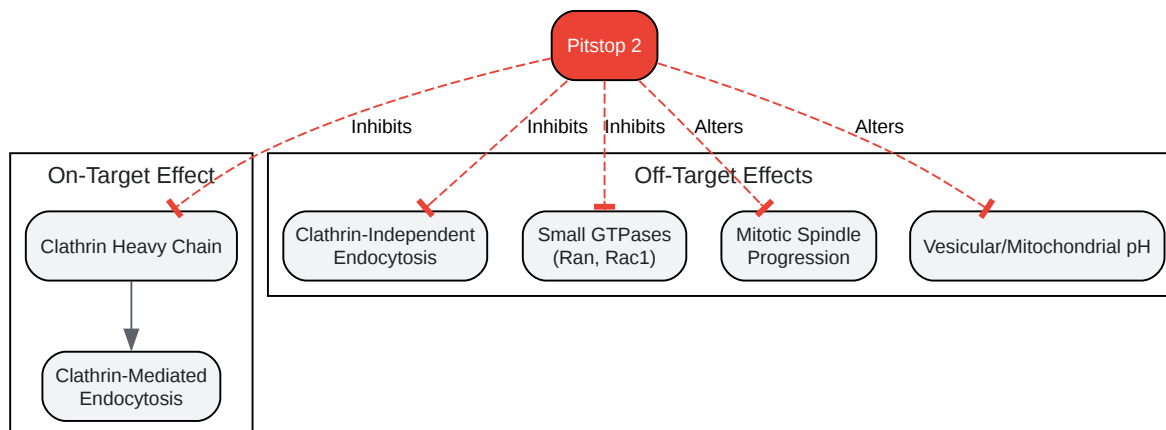 Pitstop 2
Inhibits
Inhibits
Inhibits
Alters
Alters
On-Target Effect
Off-Target Effects
Clathrin Heavy Chain
Clathrin-Independent
Endocytosis
Small GTPases
(Ran, Rac1)
Mitotic Spindle
Progression
Vesicular/Mitochondrial pH
Clathrin-Mediated
Endocytosis